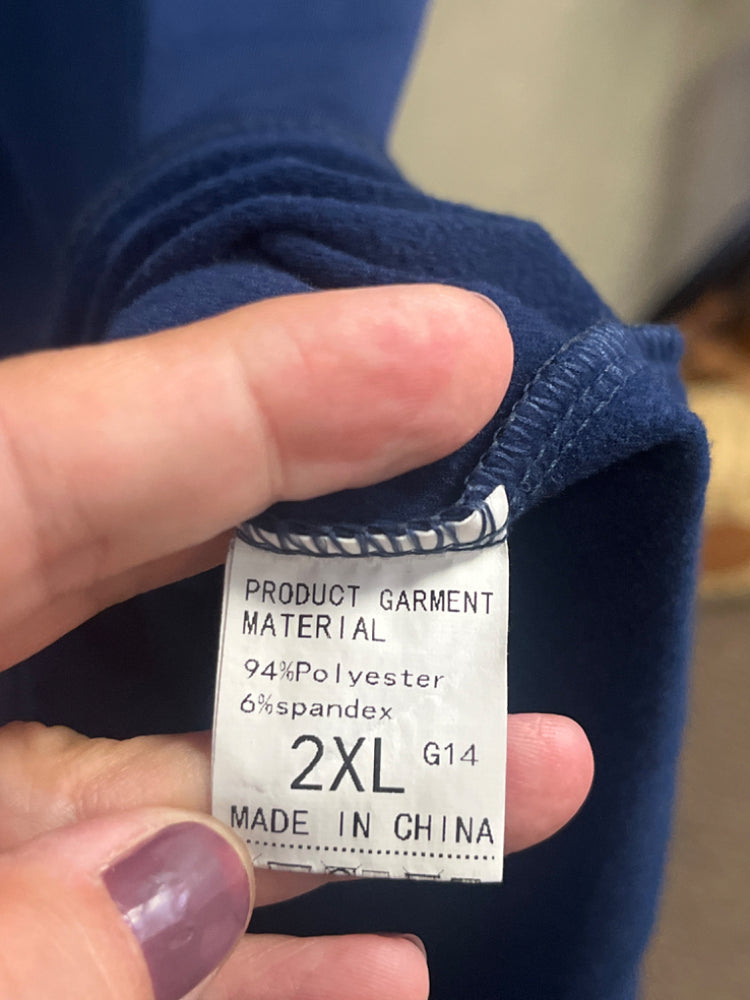 PRODUCT GARMENT
MATERIAL
94%Polyester
6%spandex
2XL G14
MADE IN CHINA